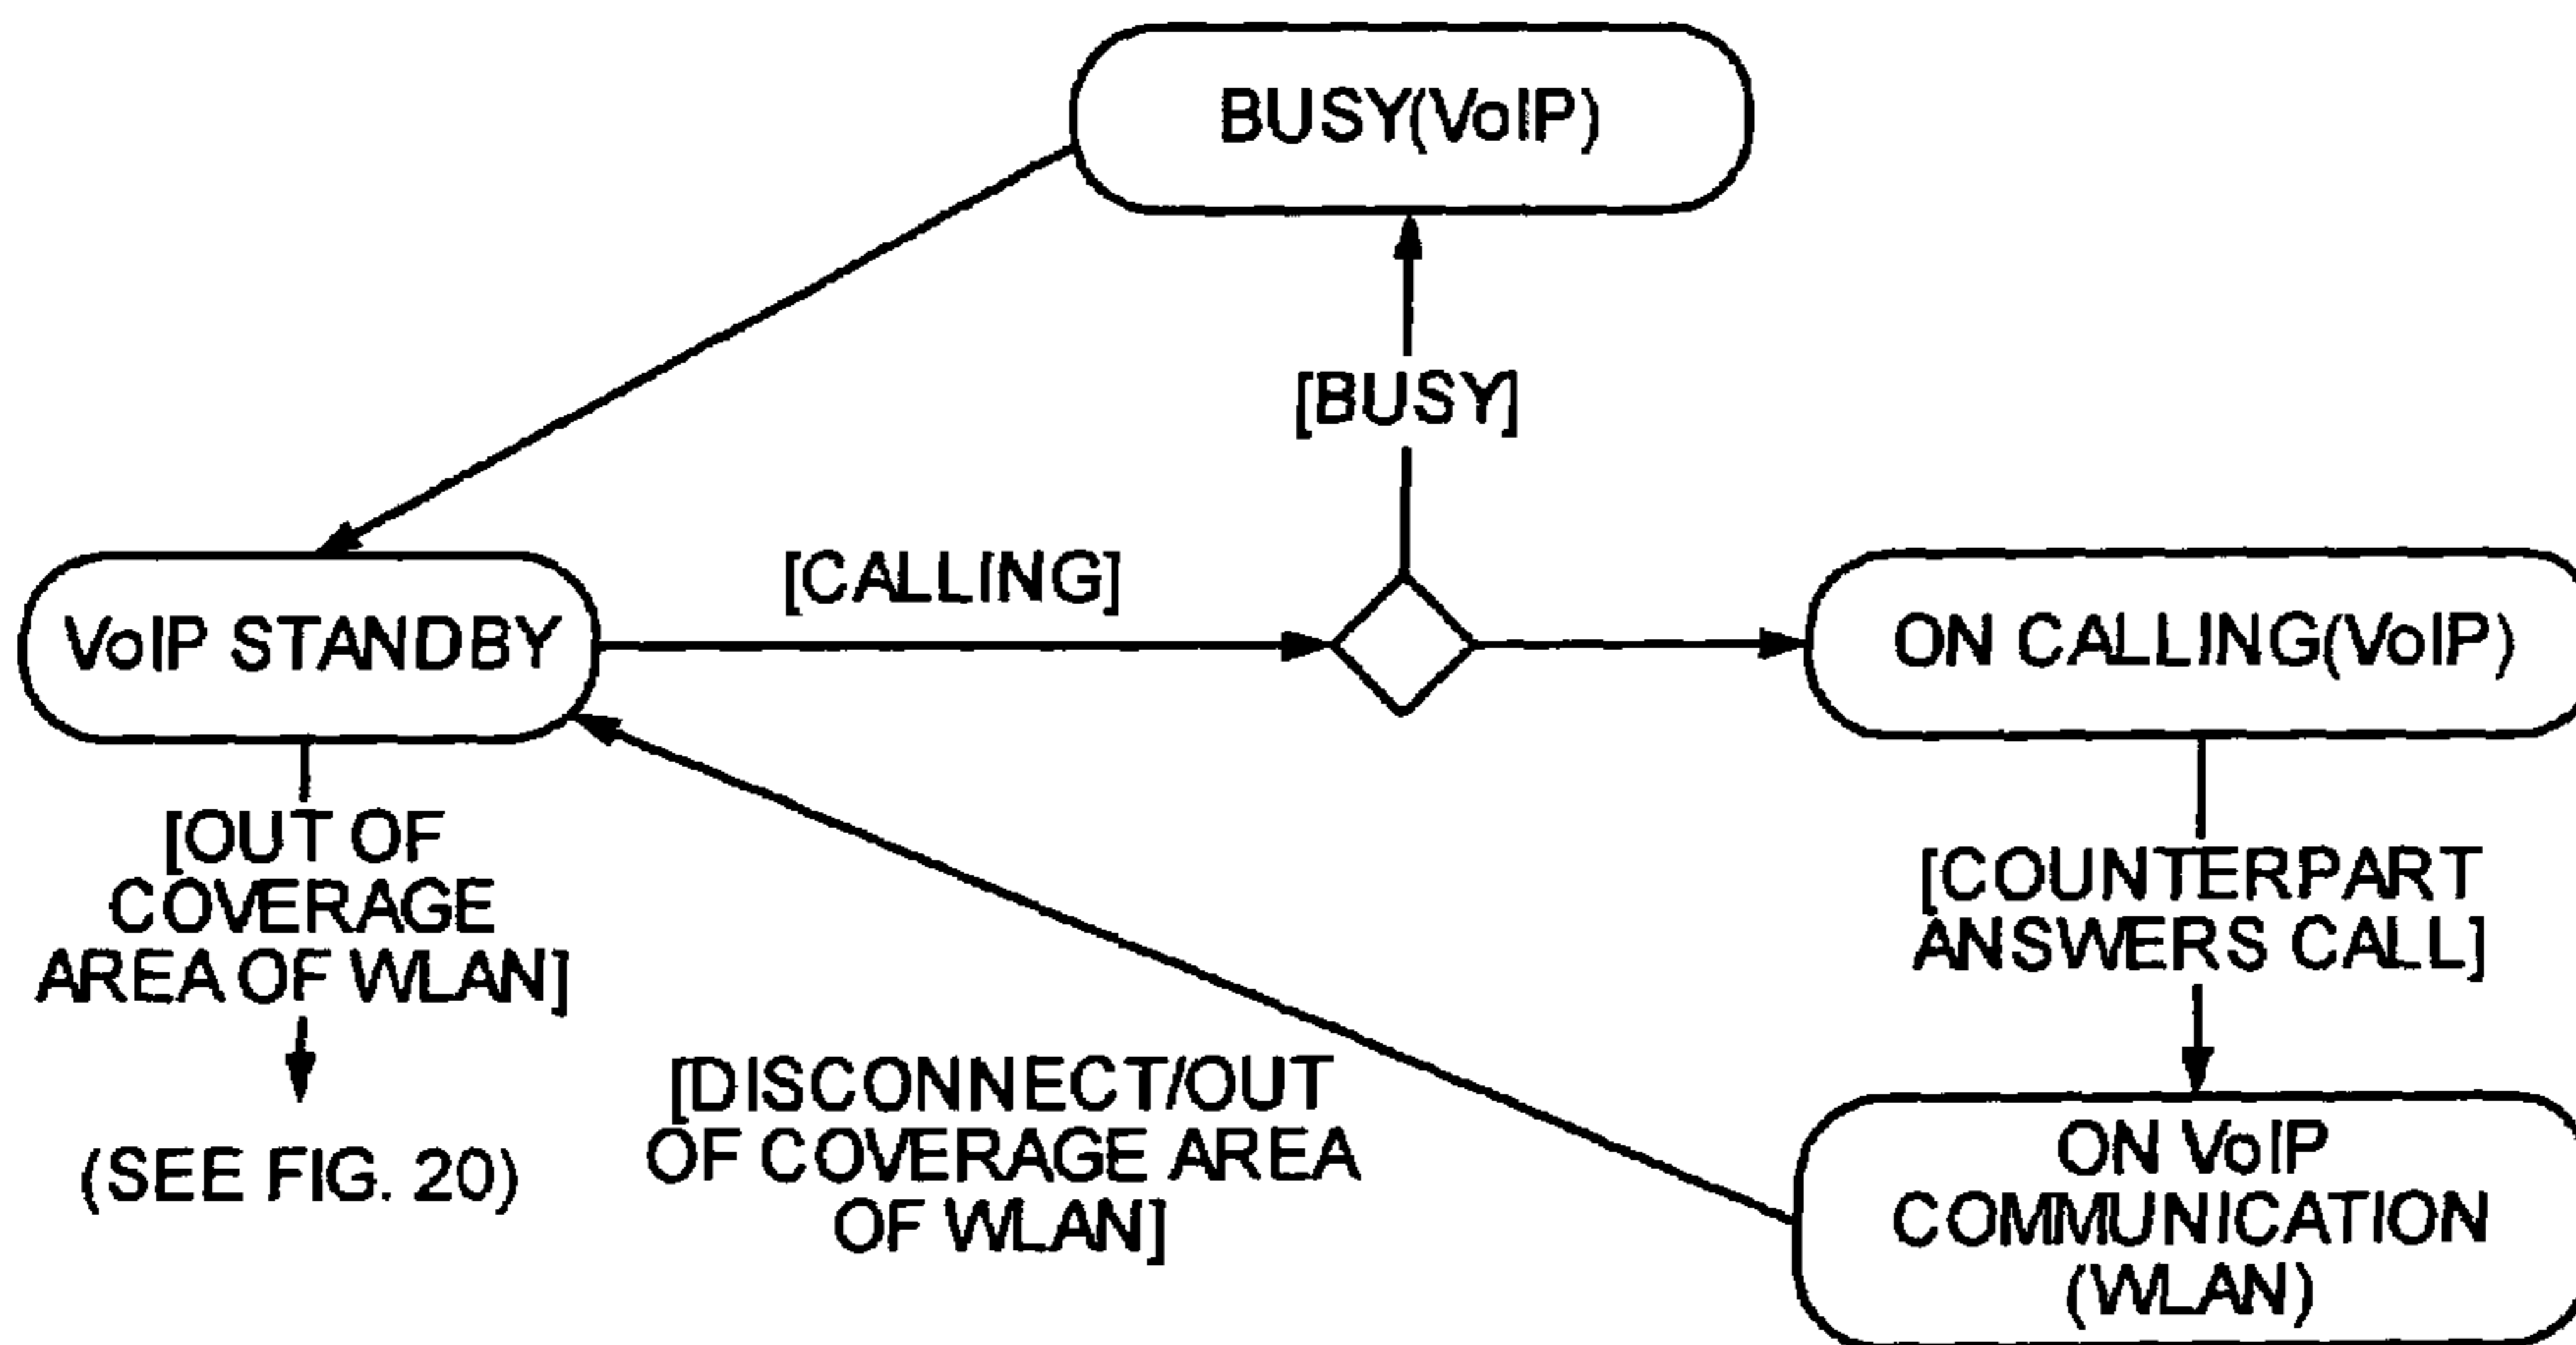 BUSY(VoIP)
[BUSY]
[CALLING]
VoIP STANDBY
ON CALLING(VoIP)
[OUT OF
COVERAGE
AREA OF WLAN]
[COUNTERPART
ANSWERS CALL]
(SEE FIG. 20)
[DISCONNECT/OUT
OF COVERAGE AREA
OF WLAN]
ON VoIP
COMMUNICATION
(WLAN)